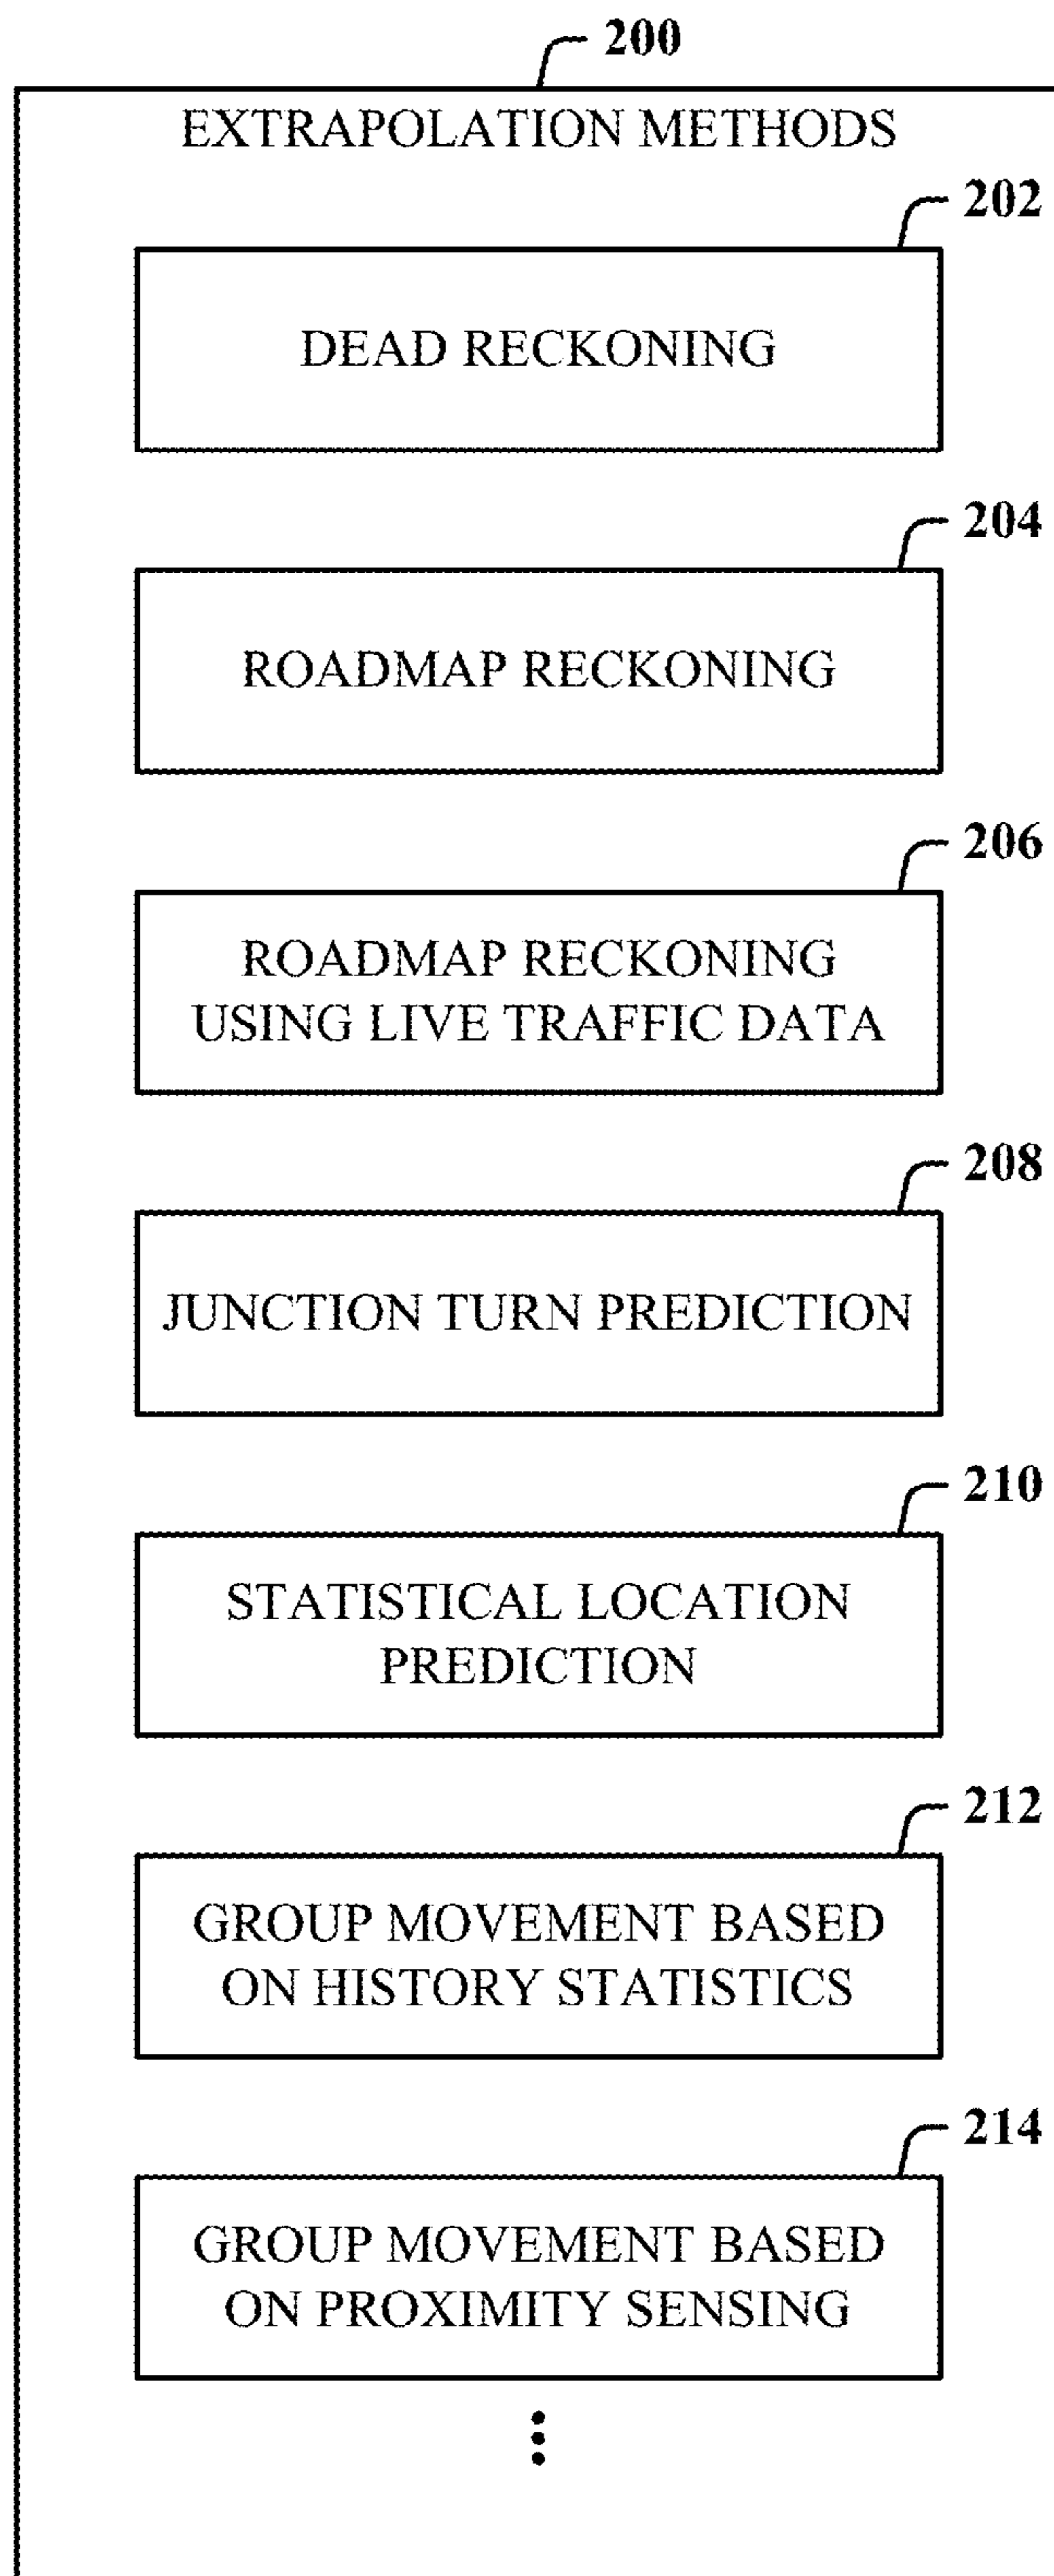 200
EXTRAPOLATION METHODS
202
DEAD RECKONING
204
ROADMAP RECKONING
206
ROADMAP RECKONING
USING LIVE TRAFFIC DATA
208
JUNCTION TURN PREDICTION
210
STATISTICAL LOCATION
PREDICTION
212
GROUP MOVEMENT BASED
ON HISTORY STATISTICS
214
GROUP MOVEMENT BASED
ON PROXIMITY SENSING